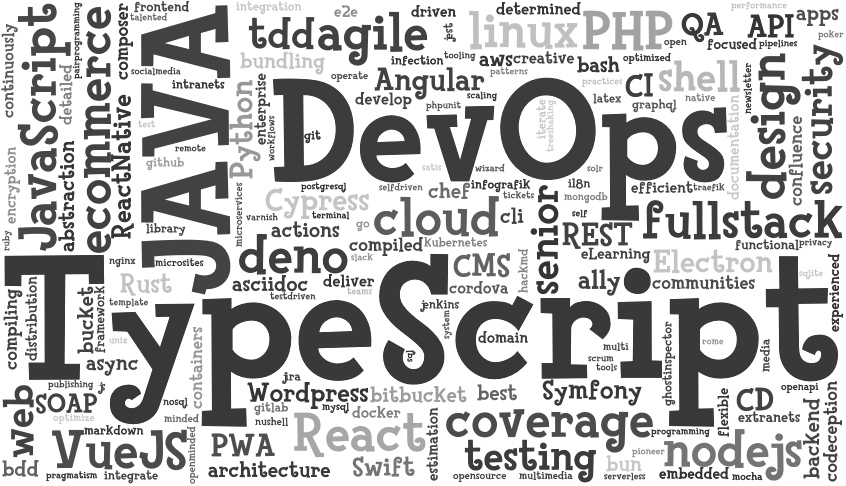 continuously
JavaScript
detailed
pairprogramming
ecommerce
composer
frontend
talented
socialmedia
intranets
integration
e2e
driven
determined
tddagile
jest
linux
PHP
open
QA
focused
API
pipelines
performance
apps
poker
bundling
infection
tooling
aws
creative
patterns
bash
optimized
operate
Angular
scaling
practices
CI
shell
native
newsletter
design
security
JAVA
test
remote
github
Python
enterprise
workflows
git
develop
phpunit
latex
graphql
DevOps
iterate
treeshaking
documentation
confluence
encryption
ruby
abstraction
ReactNative
library
microsites
microservices
varnish
postgresql
selfdriven
satis
wizard
solr
Cypress
terminal
chef
infografik
tickets
i18n
mongodb
efficient
traefik
actions
go
cloud
cli
self
senior
REST
fullstack
functional
privacy
deno
compiled
slack
kubernetes
CMS
hackmd
eLearning
Electron
sqlite
experienced
nginx
Rust
template
asciidoc
testdriven
deliver
teams
jenkins
cordova
ally
communities
TypeScript
compiling
distribution
bucket
framework
unix
async
containers
js
system
domain
multi
scrum
tools
ghostinspector
rome
media
publishing
jr
SOAP
optimize
nosql
minded
jira
Wordpress
gitlab
nushell
mysql
docker
bitbucket
best
Symfony
flexible
CD
extranets
openapi
backend
codeception
web
bdd
markdown
VueJS
pragmatism
integrate
openminded
PWA
architecture
React
Swift
estimation
coverage
testing
opensource
multimedia
bun
serverless
pioneer
programming
nodejs
embedded
mocha